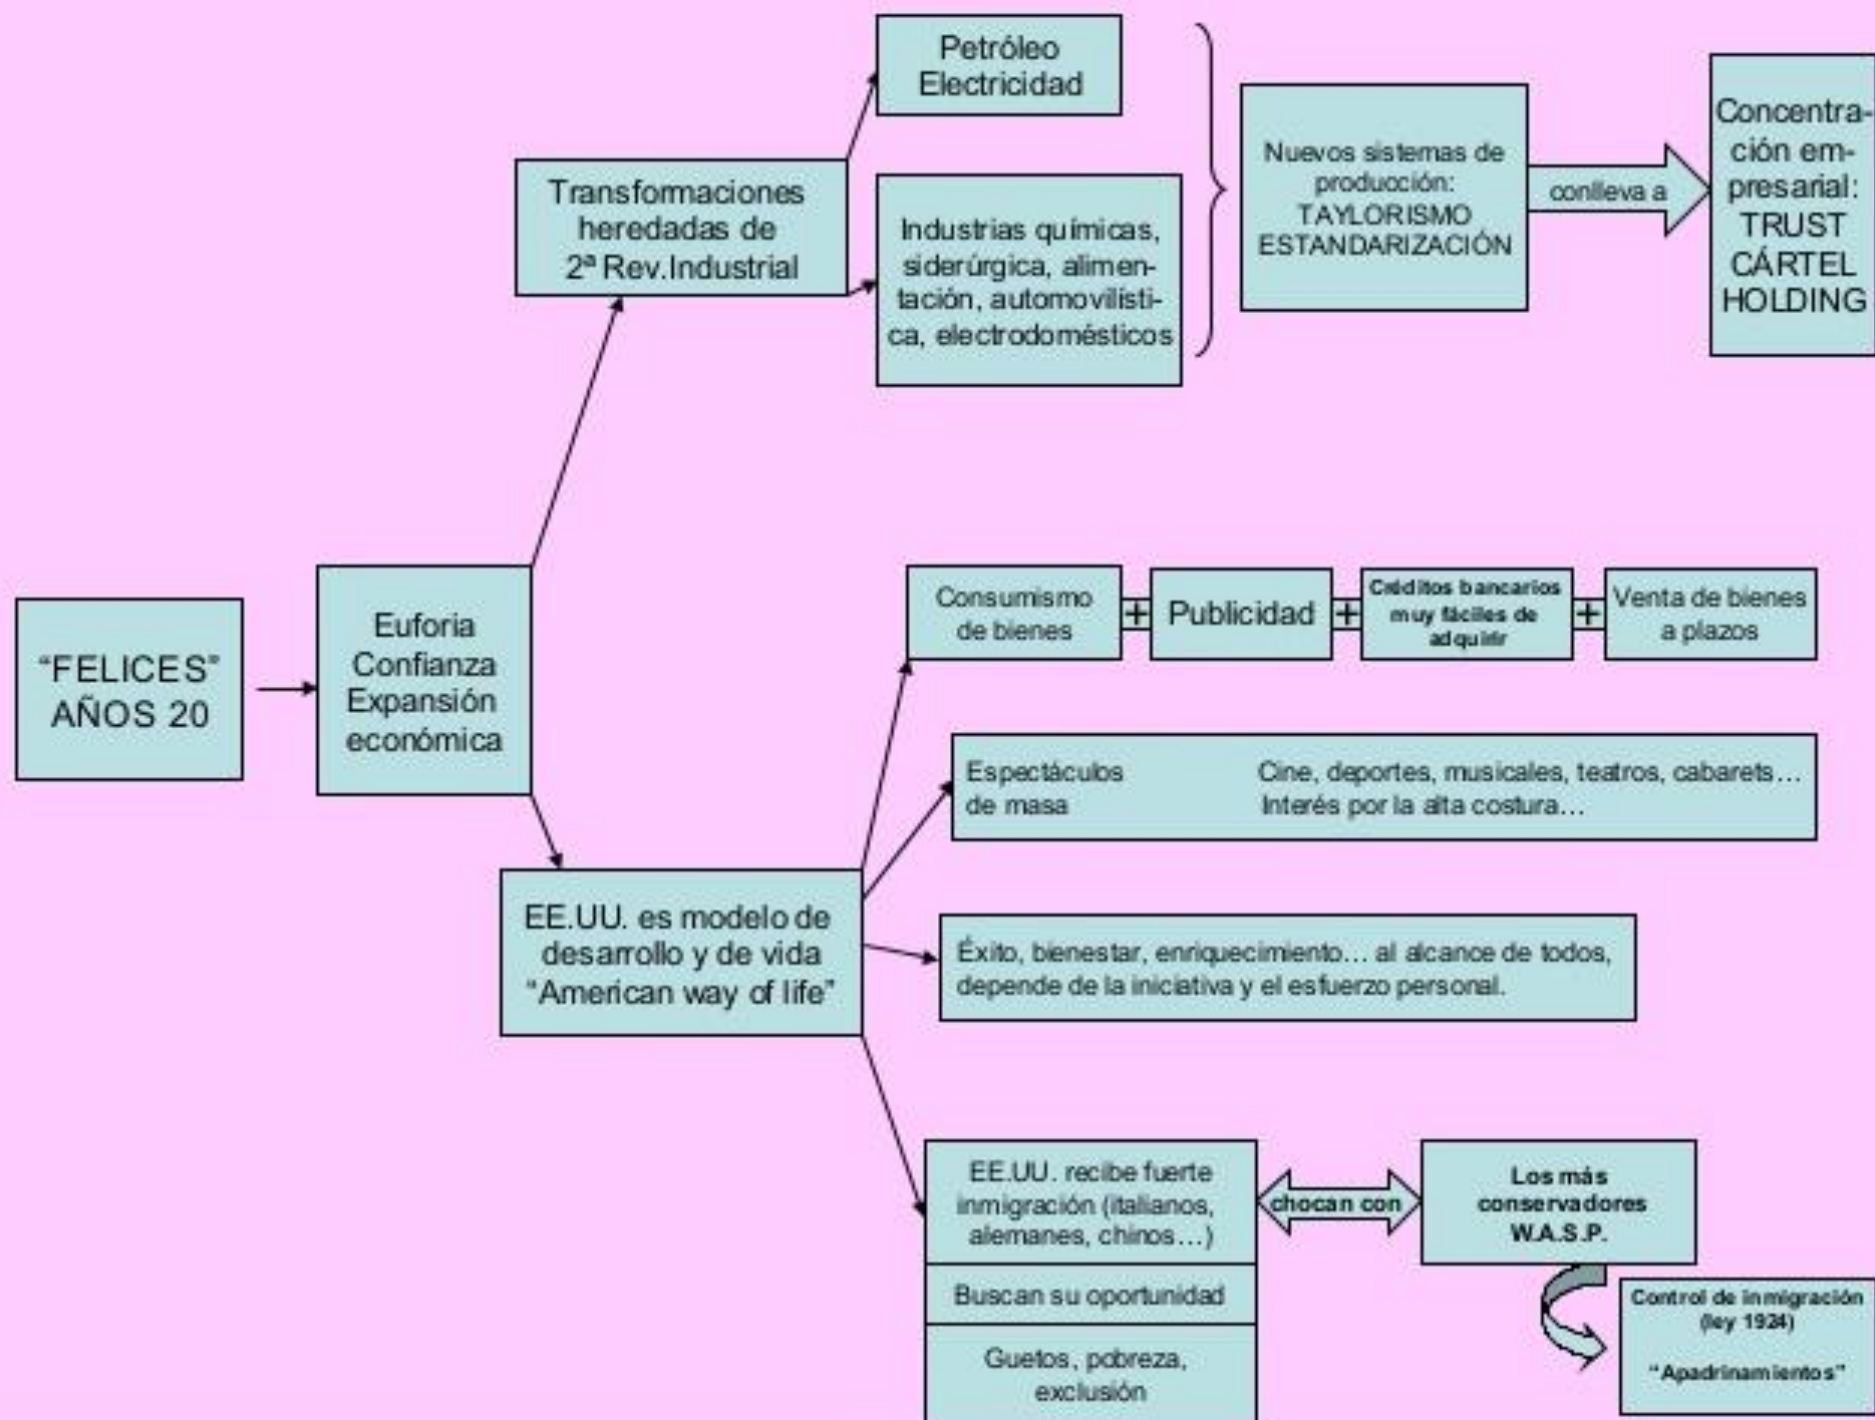 Petróleo
Electricidad
Transformaciones
heredadas de
2ª Rev.Industrial
Industrias químicas,
siderúrgica, alimen-
tación, automovilísti-
ca, electrodomésticos
Nuevos sistemas de
producción:
TAYLORISMO
ESTANDARIZACIÓN
conlleva a
Concentra-
ción em-
presarial:
TRUST
CÁRTEL
HOLDING
“FELICES”
AÑOS 20
Euforia
Confianza
Expansión
económica
Consumismo
de bienes
+
Publicidad
+
Créditos bancarios
muy fáciles de
adquirir
+
Venta de bienes
a plazos
Espectáculos
de masa
Cine, deportes, musicales, teatros, cabarets…
Interés por la alta costura…
EE.UU. es modelo de
desarrollo y de vida
“American way of life”
Éxito, bienestar, enriquecimiento… al alcance de todos,
depende de la iniciativa y el esfuerzo personal.
EE.UU. recibe fuerte
inmigración (italianos,
alemanes, chinos…)
Buscan su oportunidad
Guetos, pobreza,
exclusión
chocan con
Los más
conservadores
W.A.S.P.
Control de inmigración
(ley 1924)
“Apadrinamientos”